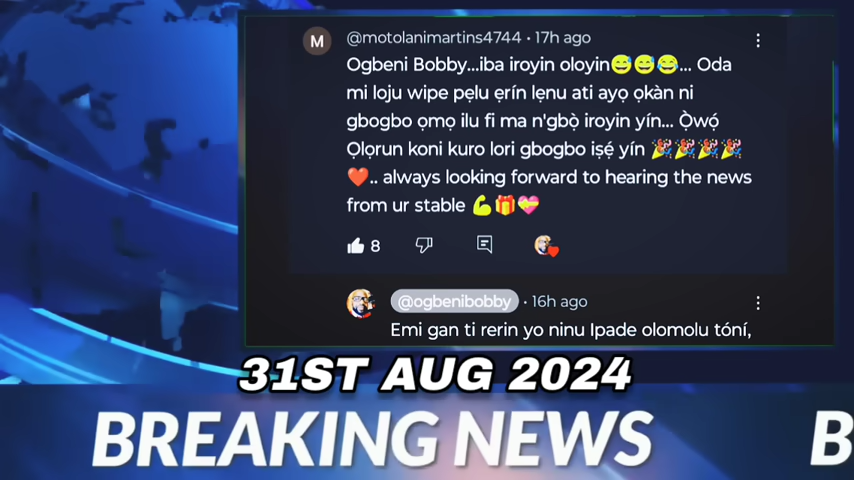 M
@motolanimartins4744 • 17h ago
Ogbeni Bobby...iba iroyin oloyin😅😅😂... Oda
mi loju wipe pẹlu ẹrín lẹnu ati ayọ ọkàn ni
gbogbo ọmọ ilu fi ma n'gbọ̀ iroyin yín... Ọ̀wọ́
Ọlọrun koni kuro lori gbogbo iṣẹ́ yín 🎉🎉🎉🎉
❤️.. always looking forward to hearing the news
from ur stable 💪🎁💝
8
@ogbenibobby • 16h ago
Emi gan ti rerin yo ninu Ipade olomolu tóní,
31ST AUG 2024
BREAKING NEWS
B